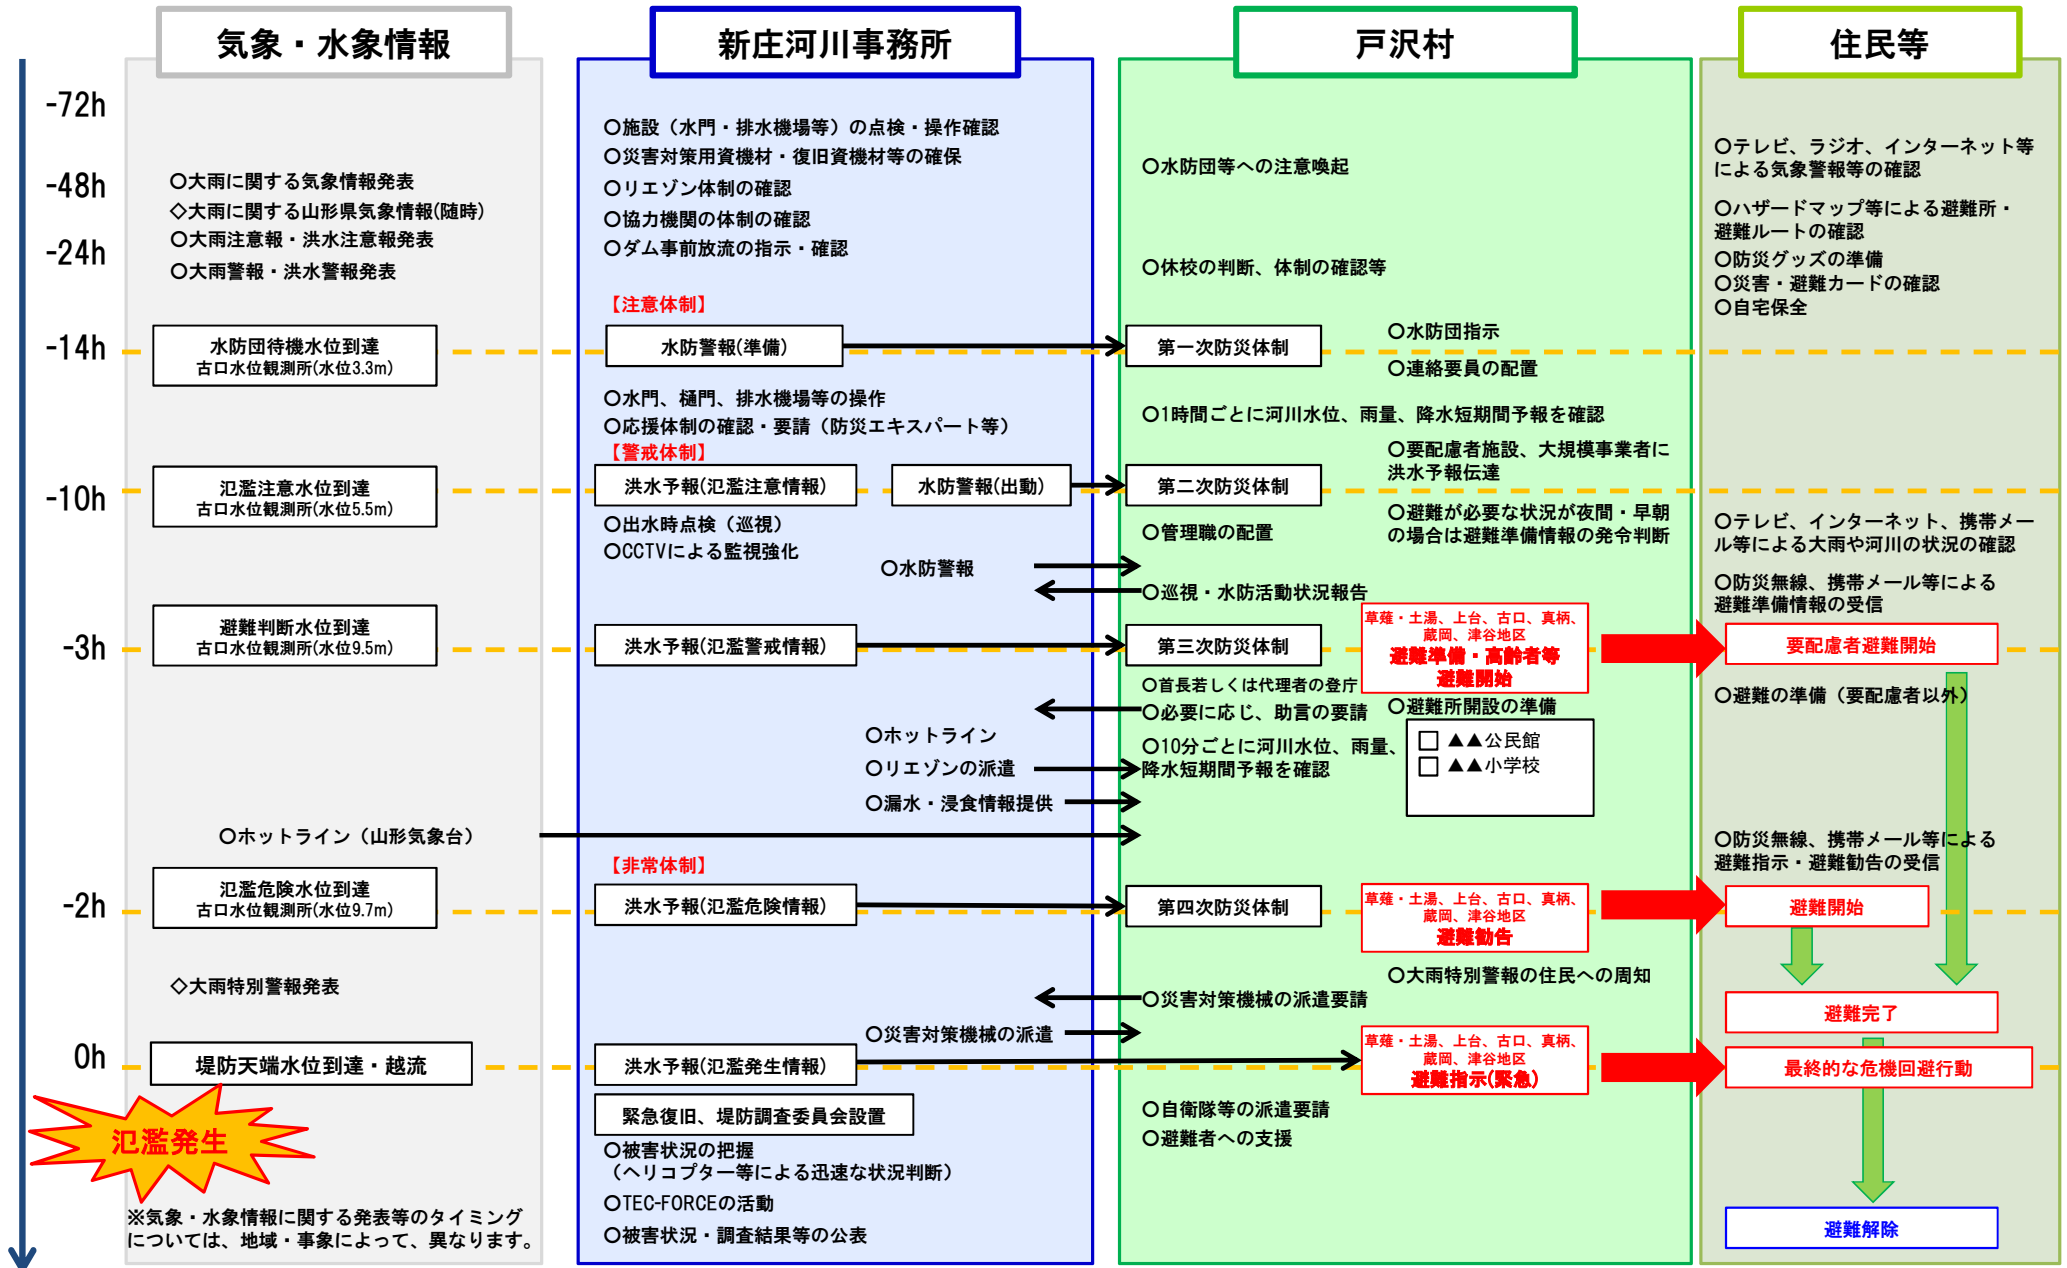 気象・水象情報
新庄河川事務所
戸沢村
住民等
-72h
-48h
-24h
-14h
-10h
-3h
-2h
0h
〇大雨に関する気象情報発表
◇大雨に関する山形県気象情報(随時)
〇大雨注意報・洪水注意報発表
〇大雨警報・洪水警報発表
水防団待機水位到達
古口水位観測所(水位3.3m)
氾濫注意水位到達
古口水位観測所(水位5.5m)
避難判断水位到達
古口水位観測所(水位9.5m)
〇ホットライン（山形気象台）
氾濫危険水位到達
古口水位観測所(水位9.7m)
◇大雨特別警報発表
堤防天端水位到達・越流
氾濫発生
※気象・水象情報に関する発表等のタイミング
については、地域・事象によって、異なります。
〇施設（水門・排水機場等）の点検・操作確認
〇災害対策用資機材・復旧資機材等の確保
〇リエゾン体制の確認
〇協力機関の体制の確認
〇ダム事前放流の指示・確認
【注意体制】
水防警報(準備)
〇水門、樋門、排水機場等の操作
〇応援体制の確認・要請（防災エキスパート等）
【警戒体制】
洪水予報(氾濫注意情報)
水防警報(出動)
〇出水時点検（巡視）
〇CCTVによる監視強化
〇水防警報
洪水予報(氾濫警戒情報)
〇ホットライン
〇リエゾンの派遣
〇漏水・浸食情報提供
【非常体制】
洪水予報(氾濫危険情報)
〇災害対策機械の派遣
洪水予報(氾濫発生情報)
緊急復旧、堤防調査委員会設置
〇被害状況の把握
（ヘリコプター等による迅速な状況判断）
〇TEC-FORCEの活動
〇被害状況・調査結果等の公表
〇水防団等への注意喚起
〇休校の判断、体制の確認等
第一次防災体制
〇水防団指示
〇連絡要員の配置
〇1時間ごとに河川水位、雨量、降水短期間予報を確認
〇要配慮者施設、大規模事業者に
洪水予報伝達
第二次防災体制
〇管理職の配置
〇避難が必要な状況が夜間・早朝
の場合は避難準備情報の発令判断
〇巡視・水防活動状況報告
第三次防災体制
草薙・土湯、上台、古口、真柄、
蔵岡、津谷地区
避難準備・高齢者等
避難開始
〇首長若しくは代理者の登庁
〇必要に応じ、助言の要請
〇避難所開設の準備
〇10分ごとに河川水位、雨量、
降水短期間予報を確認
□ ▲▲公民館
□ ▲▲小学校
第四次防災体制
草薙・土湯、上台、古口、真柄、
蔵岡、津谷地区
避難勧告
〇大雨特別警報の住民への周知
〇災害対策機械の派遣要請
草薙・土湯、上台、古口、真柄、
蔵岡、津谷地区
避難指示(緊急)
〇自衛隊等の派遣要請
〇避難者への支援
〇テレビ、ラジオ、インターネット等
による気象警報等の確認
〇ハザードマップ等による避難所・
避難ルートの確認
〇防災グッズの準備
〇災害・避難カードの確認
〇自宅保全
〇テレビ、インターネット、携帯メー
ル等による大雨や河川の状況の確認
〇防災無線、携帯メール等による
避難準備情報の受信
要配慮者避難開始
〇避難の準備（要配慮者以外）
〇防災無線、携帯メール等による
避難指示・避難勧告の受信
避難開始
避難完了
最終的な危機回避行動
避難解除